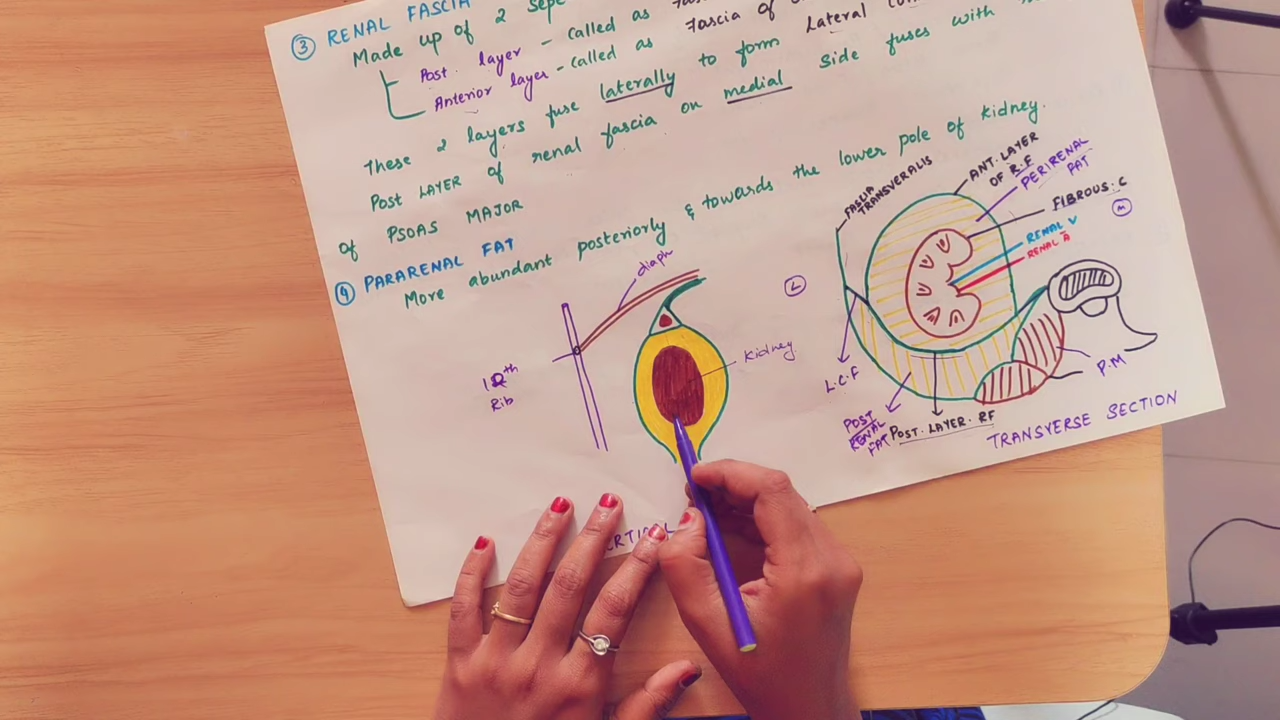 ③ RENAL FASCIA
Made up of 2
Post. layer - called as
Anterior layer - called as Fascia of
These 2 layers fuse laterally to form Lateral
Post LAYER of renal fascia on medial side fuses with
of PSOAS MAJOR
④ PARARENAL FAT
More abundant posteriorly & towards the lower pole of kidney.
diaph
12th
Rib
Kidney
L
FASCIA
TRANSVERALIS
ANT. LAYER
OF R.F
PERIRENAL
FAT
FIBROUS: C
M
RENAL V
RENAL A
L.C.F
POST
RENAL
FAT
POST. LAYER. RF
P.M
TRANSVERSE SECTION